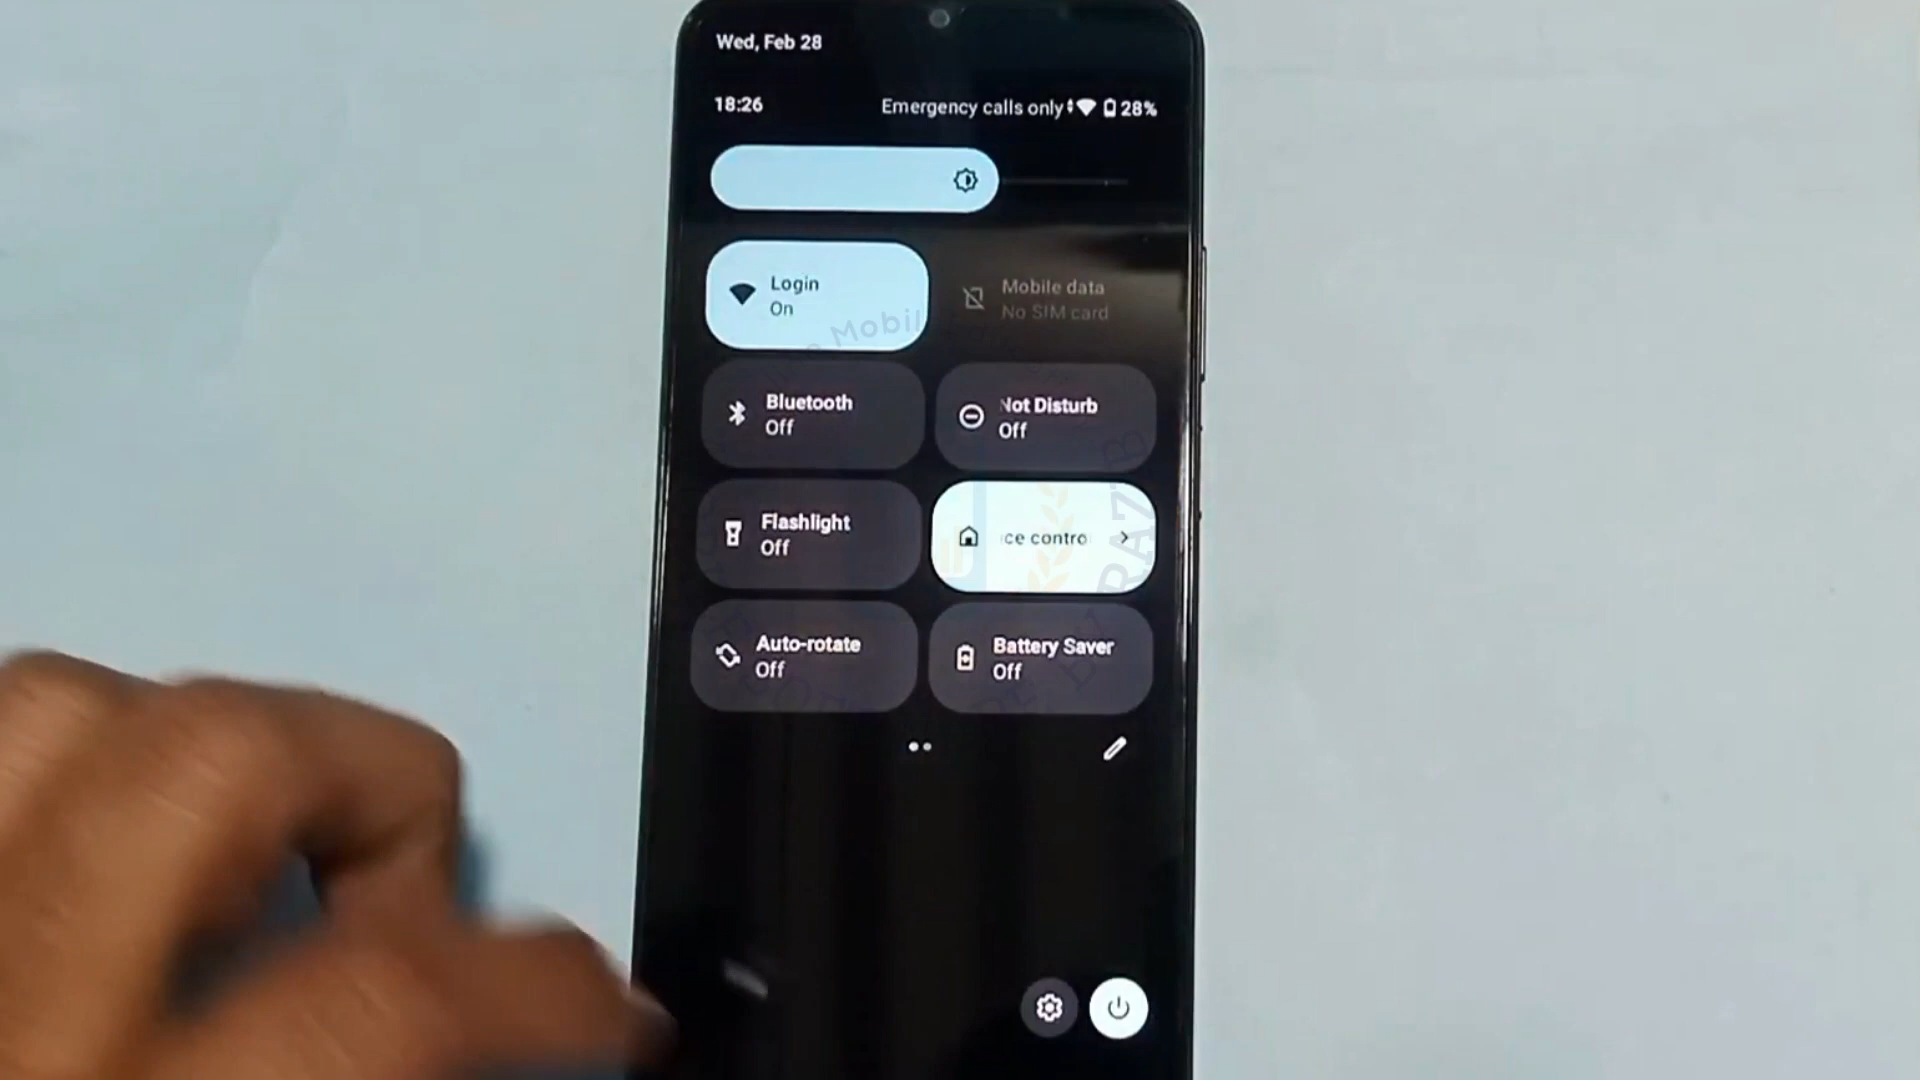 Wed, Feb 28
18:26
Emergency calls only
28%
Login
On
Mobile data
No SIM card
Bluetooth
Off
Not Disturb
Off
Flashlight
Off
ce contro
Auto-rotate
Off
Battery Saver
Off
Mobil